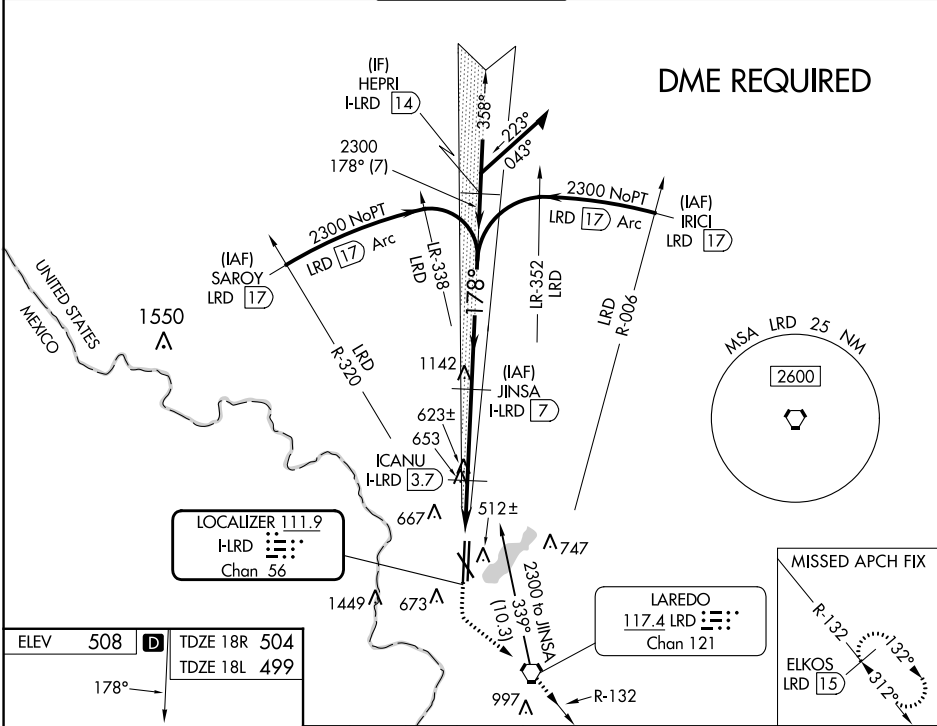 DME REQUIRED
(IF)
HEPRI
I-LRD 14
358°
223°
043°
2300
178° (7)
2300 NoPT
LRD 17 Arc
(IAF)
IRICI
LRD 17
2300 NoPT
LRD 17 Arc
(IAF)
SAROY
LRD 17
LR-338
LRD
178°
LR-352
LRD
LRD
R-006
UNITED STATES
MEXICO
1550
LRD
R-320
MSA LRD 25 NM
2600
1142
(IAF)
JINSA
I-LRD 7
623±
653
ICANU
I-LRD 3.7
667
512±
747
LOCALIZER 111.9
I-LRD
Chan 56
1449
673
2300 to JINSA
339°
(10.3)
LAREDO
117.4 LRD
Chan 121
MISSED APCH FIX
R-132
132°
312°
ELKOS
LRD 15
ELEV 508 D TDZE 18R 504
TDZE 18L 499
178°
997
R-132